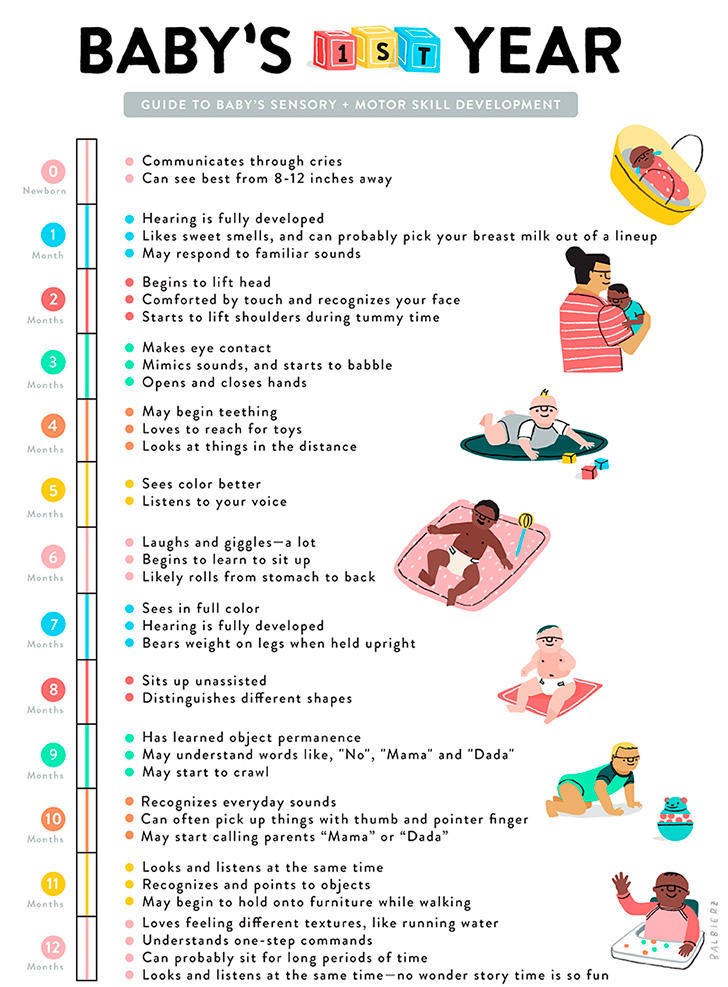 BABY'S 1ST YEAR
GUIDE TO BABY'S SENSORY + MOTOR SKILL DEVELOPMENT
0
Newborn
Communicates through cries
Can see best from 8-12 inches away
1
Month
Hearing is fully developed
Likes sweet smells, and can probably pick your breast milk out of a lineup
May respond to familiar sounds
2
Months
Begins to lift head
Comforted by touch and recognizes your face
Starts to lift shoulders during tummy time
3
Months
Makes eye contact
Mimics sounds, and starts to babble
Opens and closes hands
4
Months
May begin teething
Loves to reach for toys
Looks at things in the distance
5
Months
Sees color better
Listens to your voice
6
Months
Laughs and giggles—a lot
Begins to learn to sit up
Likely rolls from stomach to back
7
Months
Sees in full color
Hearing is fully developed
Bears weight on legs when held upright
8
Months
Sits up unassisted
Distinguishes different shapes
9
Months
Has learned object permanence
May understand words like, "No", "Mama" and "Dada"
May start to crawl
10
Months
Recognizes everyday sounds
Can often pick up things with thumb and pointer finger
May start calling parents “Mama” or “Dada”
11
Months
Looks and listens at the same time
Recognizes and points to objects
May begin to hold onto furniture while walking
12
Months
Loves feeling different textures, like running water
Understands one-step commands
Can probably sit for long periods of time
Looks and listens at the same time—no wonder story time is so fun
BALBIERZ